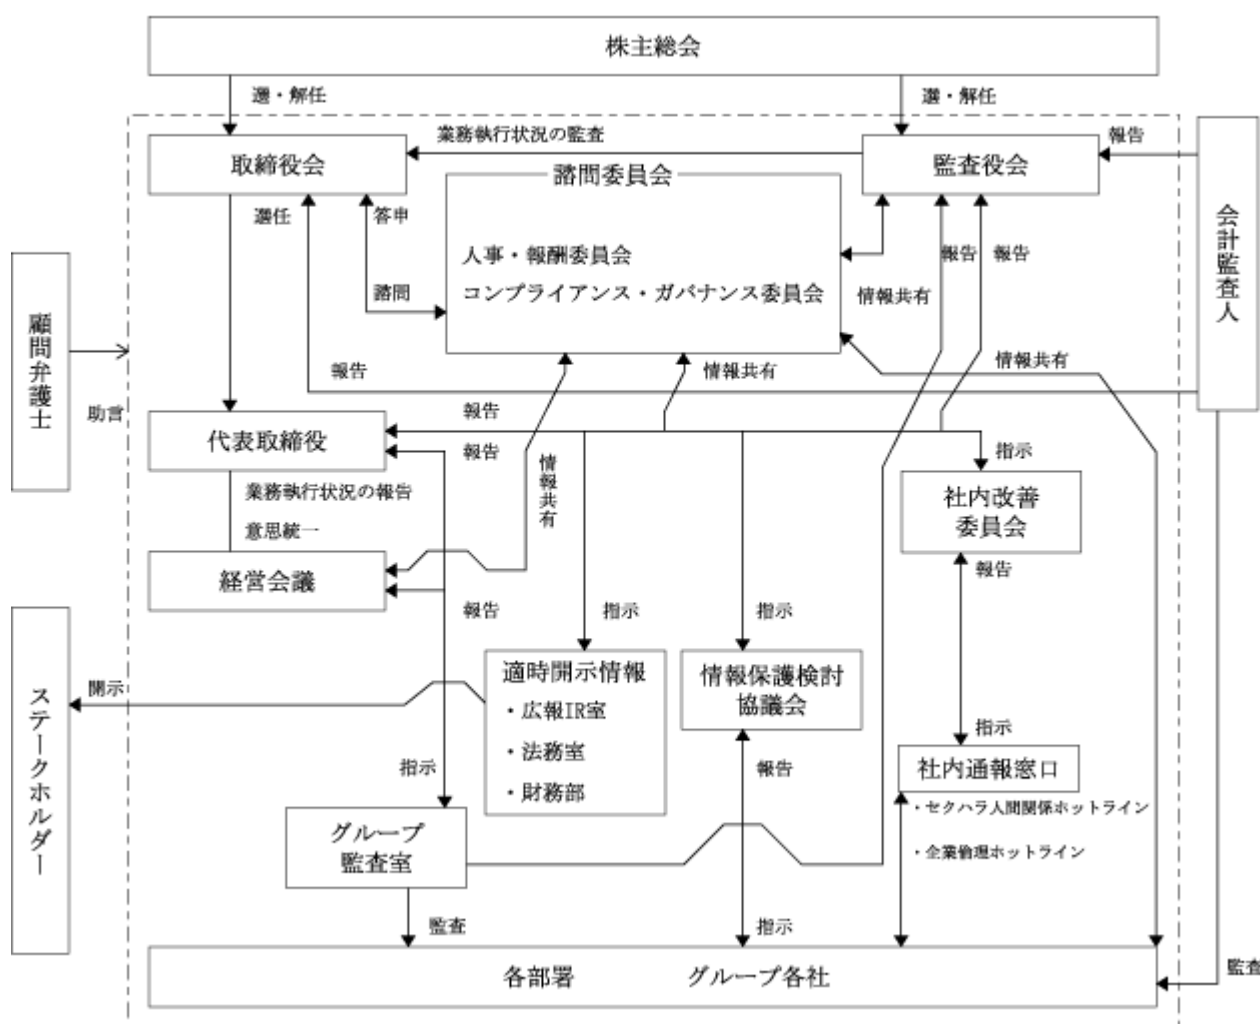 株主総会
選・解任
選・解任
業務執行状況の監査
報告
取締役会
監査役会
諮問委員会
選任
答申
人事・報酬委員会
コンプライアンス・ガバナンス委員会
諮問
報告
報告
情報共有
会計監査人
顧問弁護士
助言
報告
情報共有
情報共有
報告
代表取締役
報告
業務執行状況の報告
意思統一
情報共有
指示
社内改善
委員会
経営会議
報告
報告
指示
指示
適時開示情報
・広報IR室
・法務室
・財務部
情報保護検討
協議会
開示
ステークホルダー
指示
報告
指示
社内通報窓口
・セクハラ人間関係ホットライン
・企業倫理ホットライン
グループ
監査室
監査
指示
各部署
グループ各社
監査